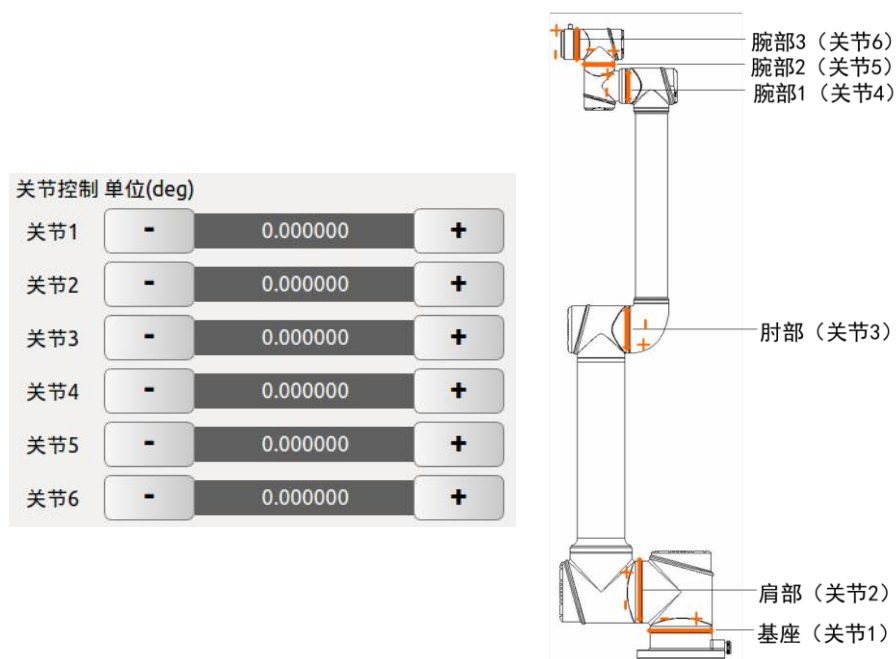 关节控制 单位(deg)
关节1 - 0.000000 +
关节2 - 0.000000 +
关节3 - 0.000000 +
关节4 - 0.000000 +
关节5 - 0.000000 +
关节6 - 0.000000 +
腕部3（关节6）
腕部2（关节5）
腕部1（关节4）
肘部（关节3）
肩部（关节2）
基座（关节1）
+
-
- +
+
-
-
+
+
-
- +